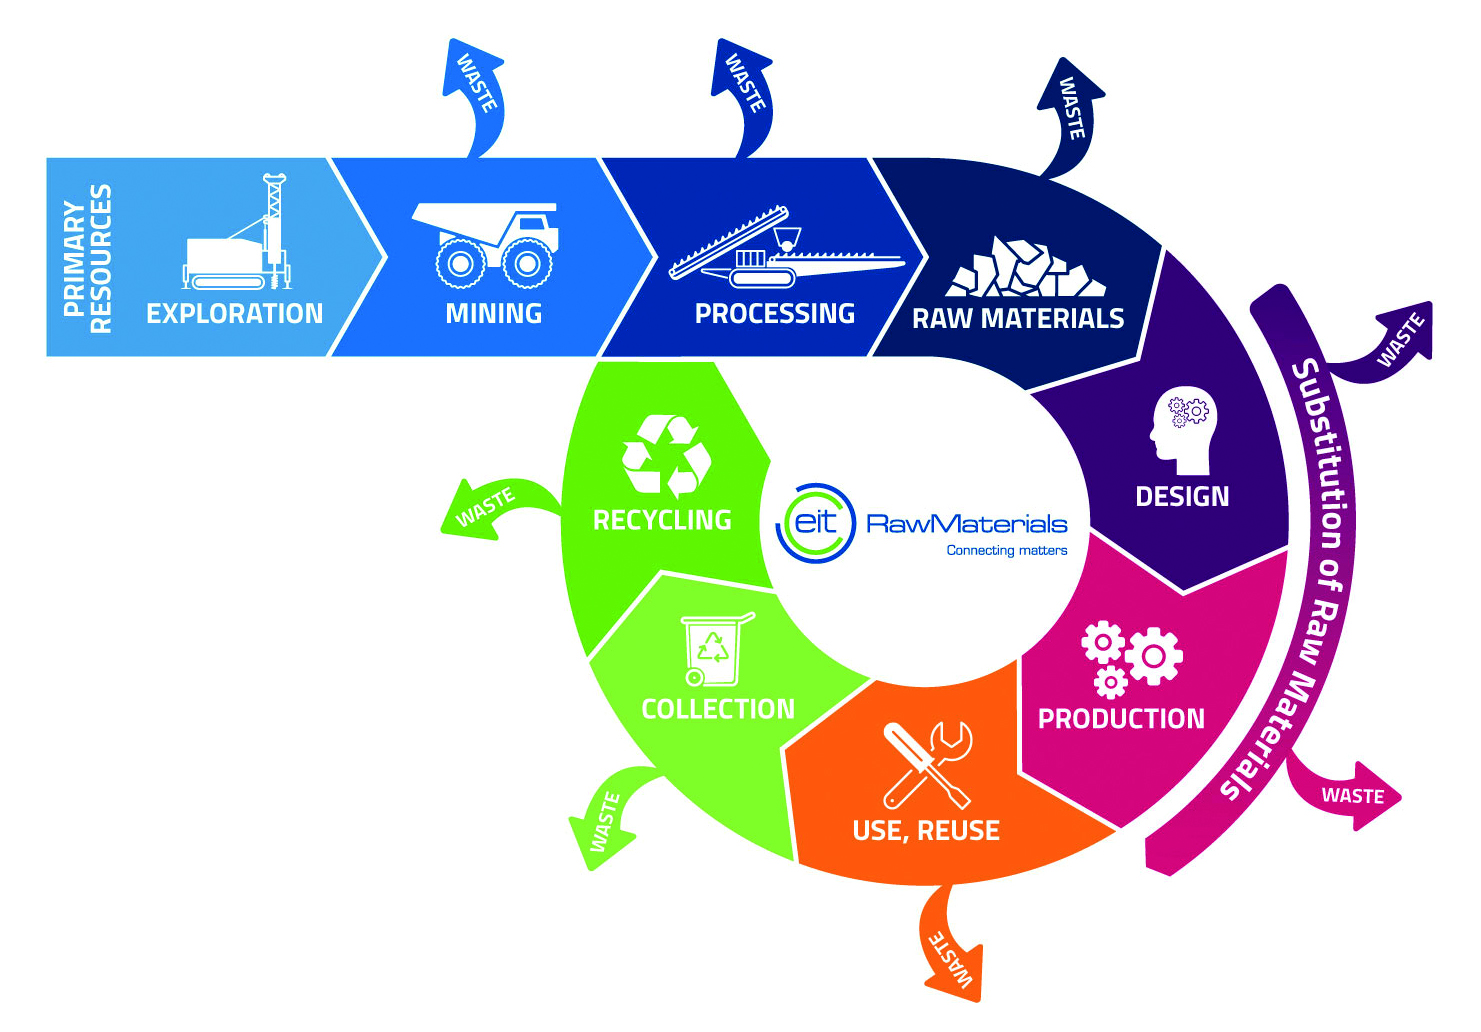 WASTE
WASTE
WASTE
PRIMARY
RESOURCES
EXPLORATION
MINING
PROCESSING
RAW MATERIALS
WASTE
Substitution of Raw Materials
DESIGN
RECYCLING
WASTE
eit RawMaterials
Connecting matters
COLLECTION
PRODUCTION
WASTE
WASTE
USE, REUSE
WASTE